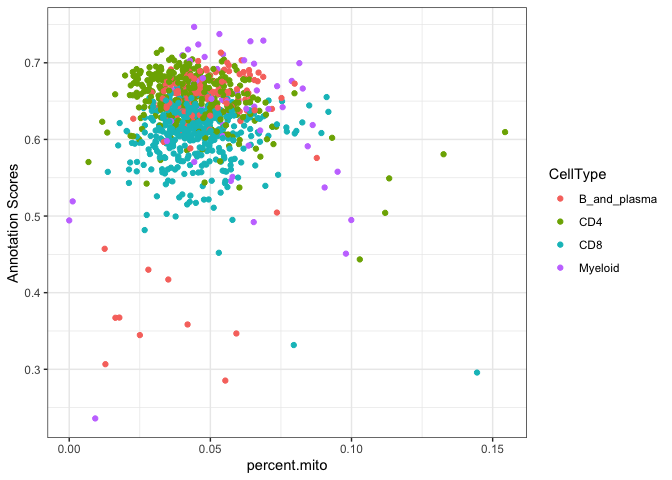 0.7
0.6
0.5
0.4
0.3
Annotation Scores
0.00
0.05
0.10
0.15
percent.mito
CellType
B_and_plasma
CD4
CD8
Myeloid